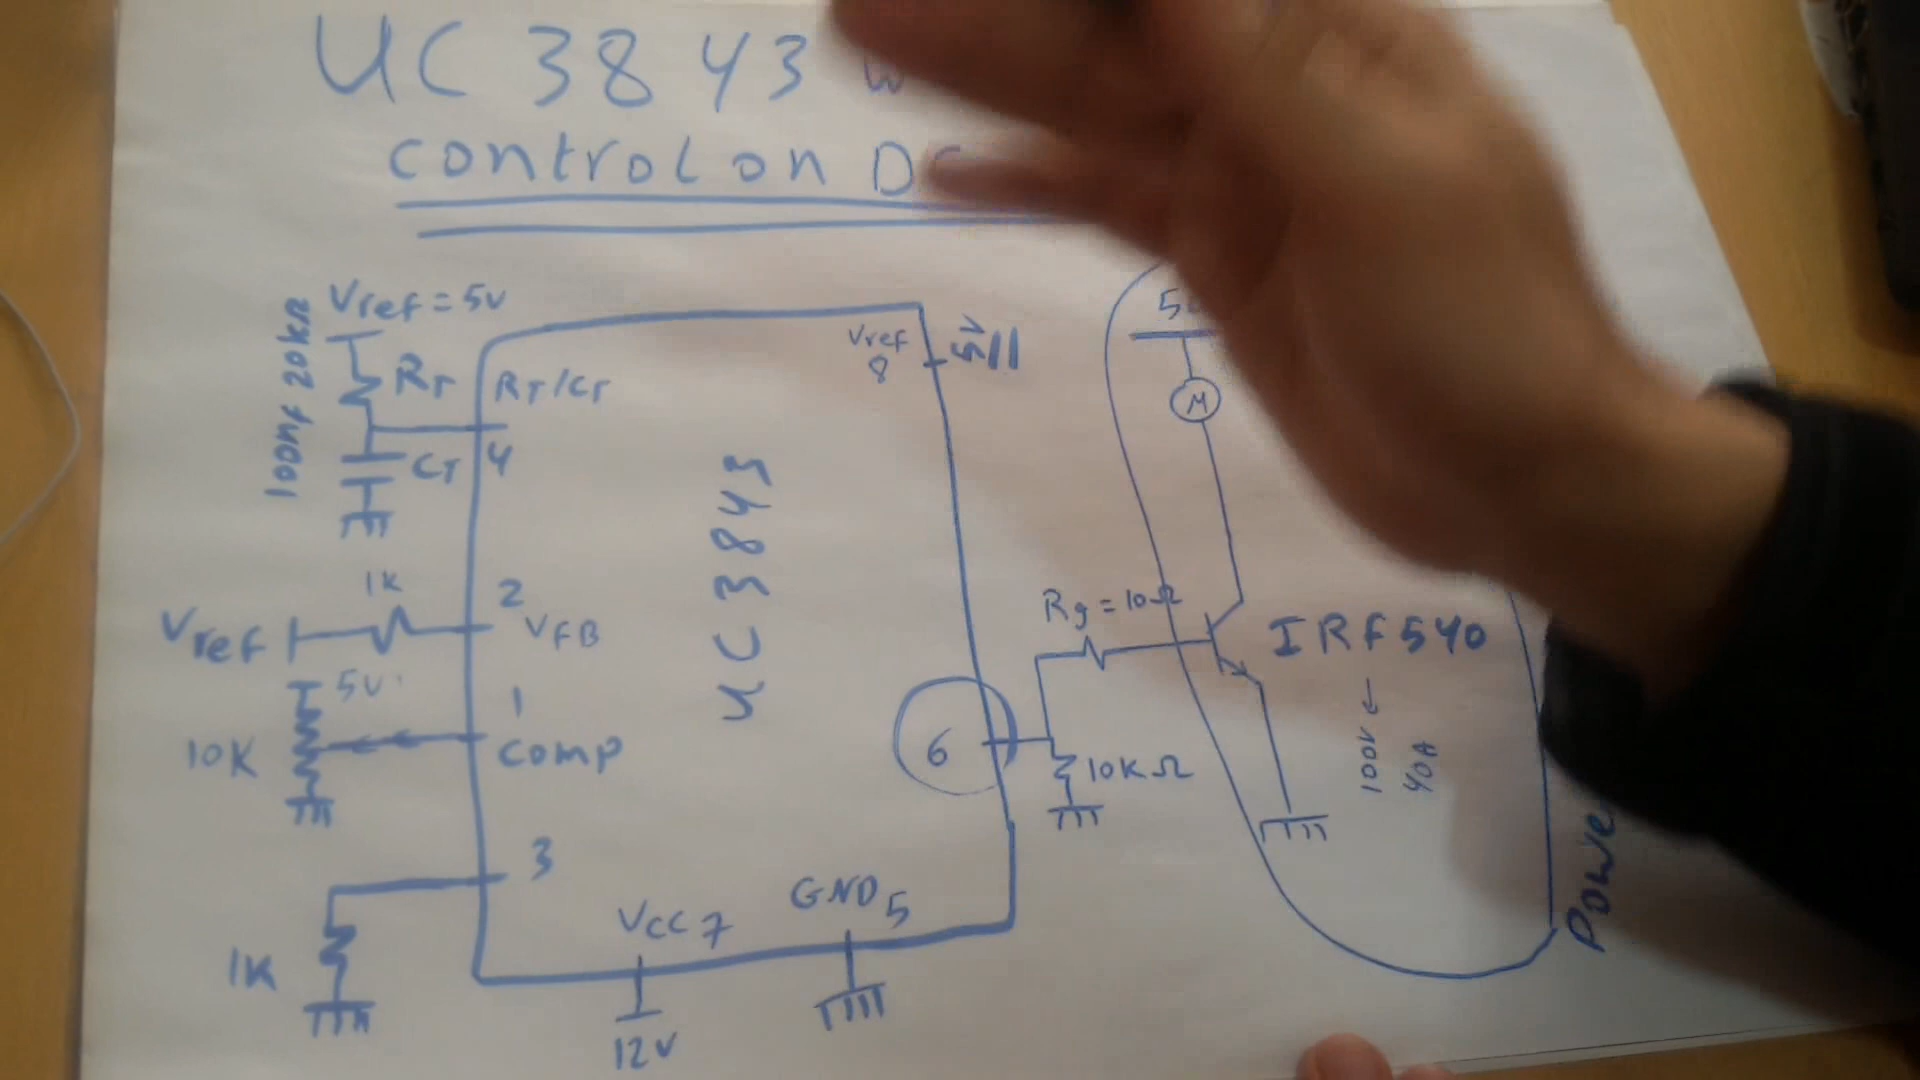 UC 3843 w
control on DC
Vref = 5v
100nf 20kΩ
RT
CT
RT/CT
4
Vref
8
5v
M
1K
Vref
2
VFB
5v
10K
1
comp
UC3843
Rg = 10Ω
IRF540
100v ←
40A
6
10KΩ
3
1K
Vcc 7
GND 5
12v
Powe